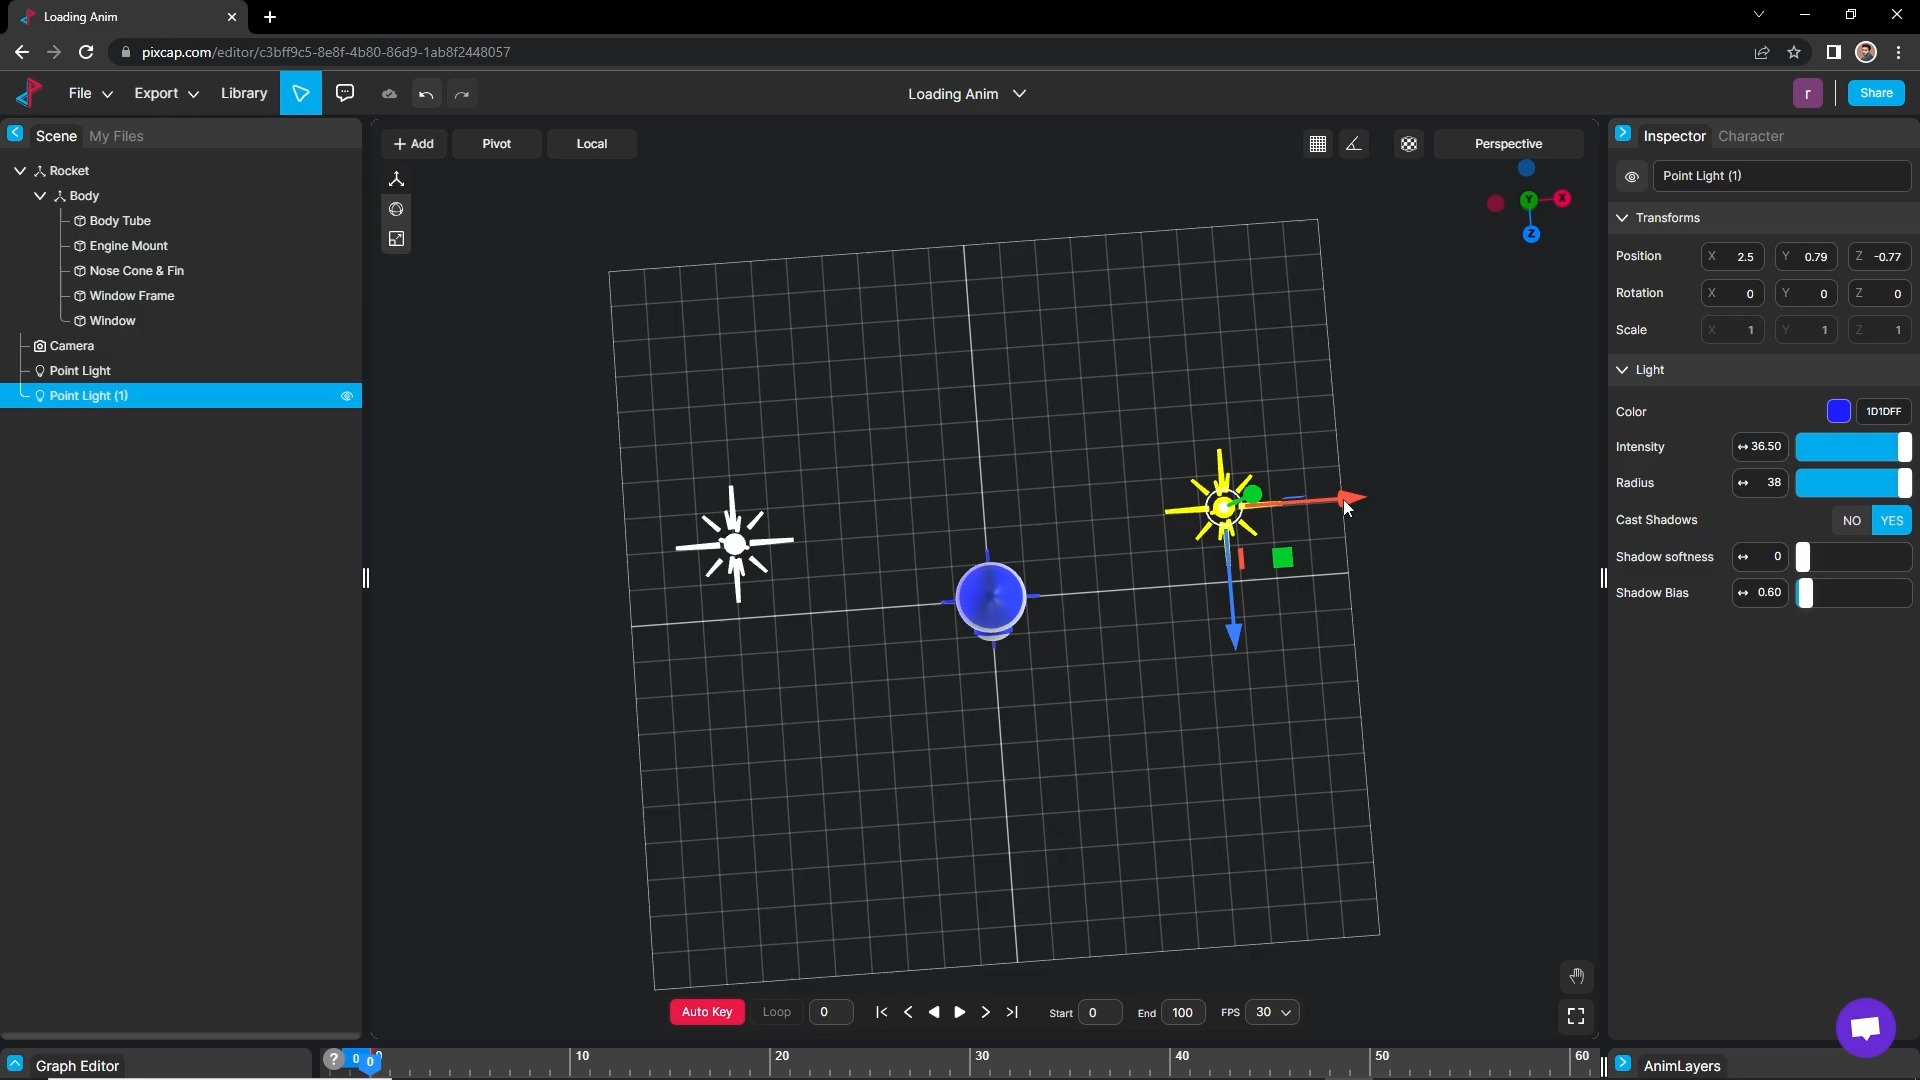 Loading Anim
pixcap.com/editor/c3bff9c5-8e8f-4b80-86d9-1ab8f2448057
File Export Library Loading Anim r Share
Scene My Files
+ Add Pivot Local Perspective
Inspector Character
Rocket
Body
Body Tube
Engine Mount
Nose Cone & Fin
Window Frame
Window
Camera
Point Light
Point Light (1)
X
Y
Z
Point Light (1)
Transforms
Position X 2.5 Y 0.79 Z -0.77
Rotation X 0 Y 0 Z 0
Scale X 1 Y 1 Z 1
Light
Color 1D1DFF
Intensity 36.50
Radius 38
Cast Shadows NO YES
Shadow softness 0
Shadow Bias 0.60
Auto Key Loop 0 Start 0 End 100 FPS 30
Graph Editor ? 0 0 10 20 30 40 50 60 AnimLayers